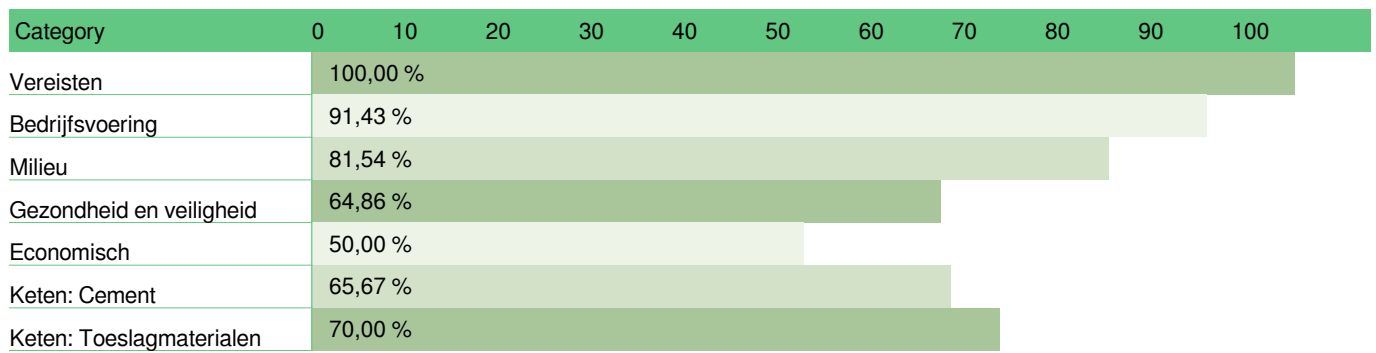 Category 0 10 20 30 40 50 60 70 80 90 100
Vereisten 100,00 %
Bedrijfsvoering 91,43 %
Milieu 81,54 %
Gezondheid en veiligheid 64,86 %
Economisch 50,00 %
Keten: Cement 65,67 %
Keten: Toeslagmaterialen 70,00 %